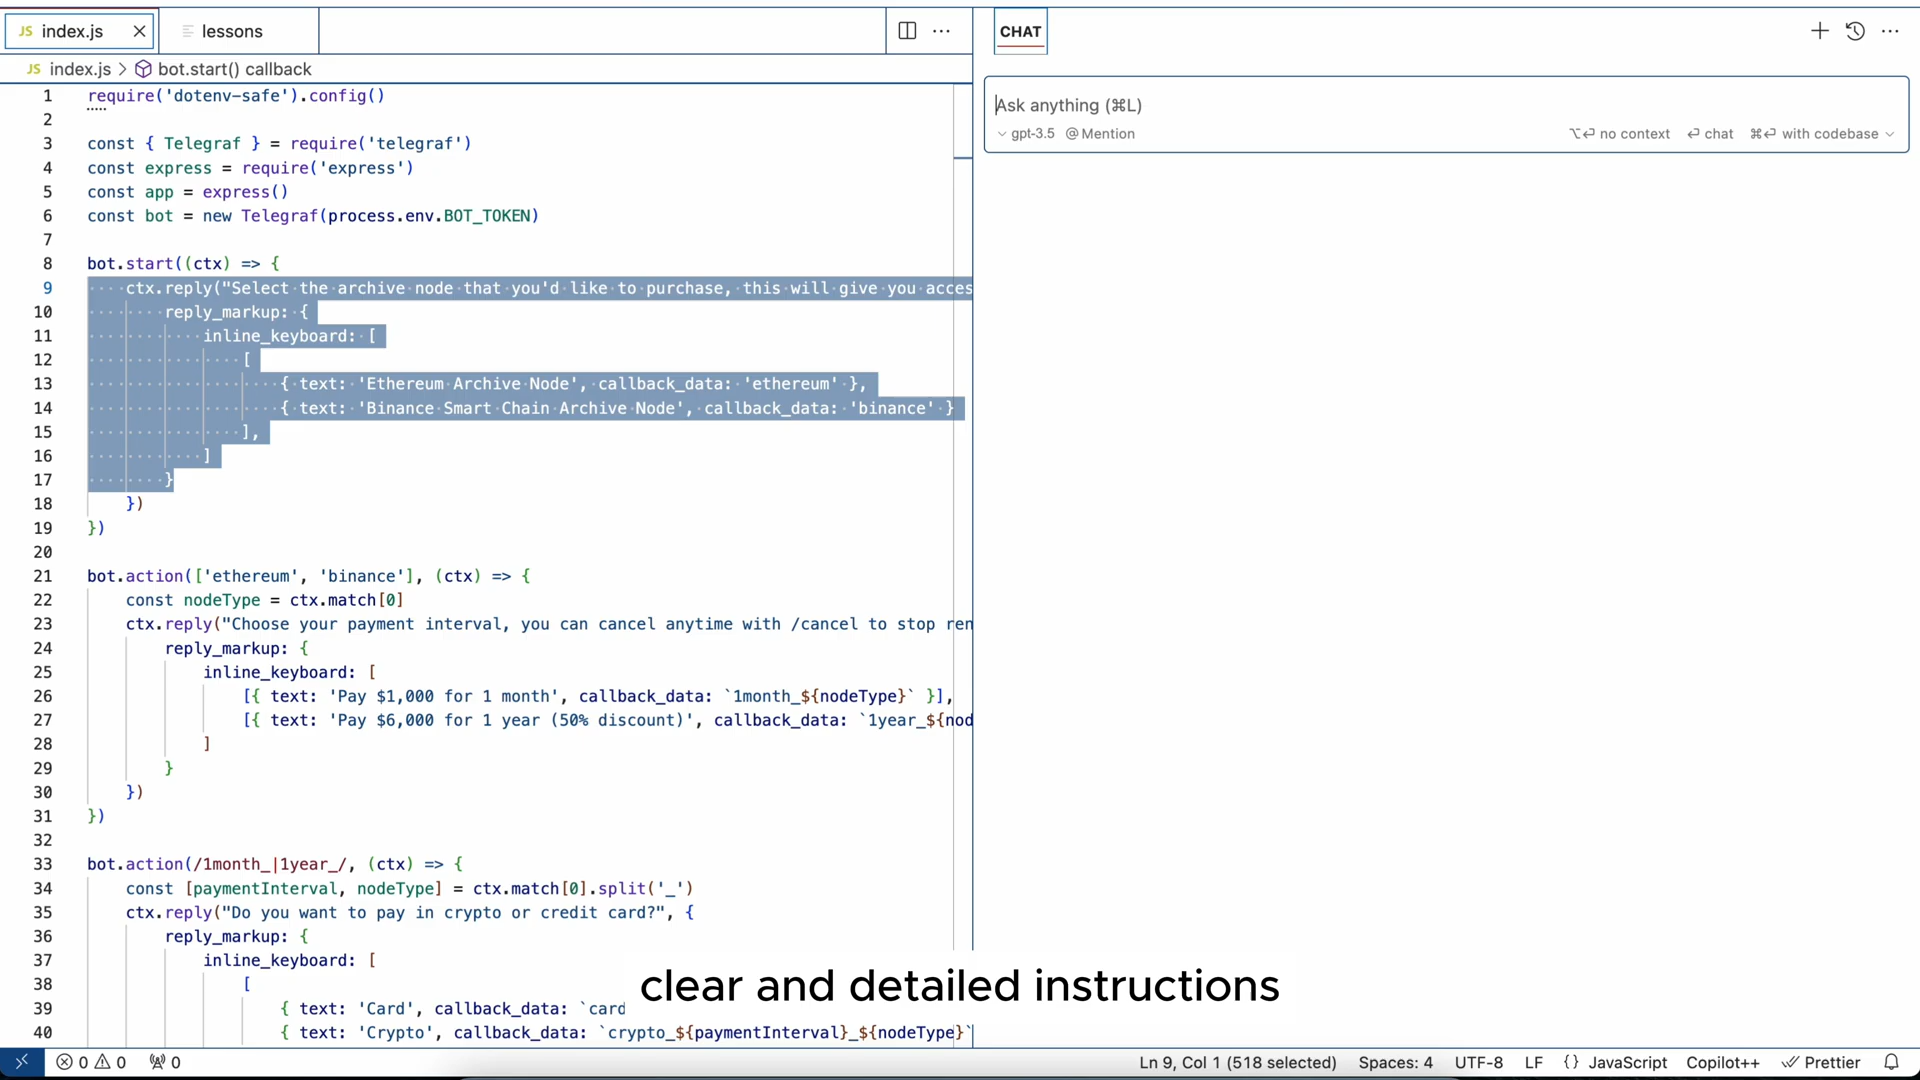 JS index.js
lessons
JS index.js > bot.start() callback
1 require('dotenv-safe').config()
2
3 const { Telegraf } = require('telegraf')
4 const express = require('express')
5 const app = express()
6 const bot = new Telegraf(process.env.BOT_TOKEN)
7
8 bot.start((ctx) => {
9 ctx.reply("Select the archive node that you'd like to purchase, this will give you acces
10 reply_markup: {
11 inline_keyboard: [
12 [
13 { text: 'Ethereum Archive Node', callback_data: 'ethereum' },
14 { text: 'Binance Smart Chain Archive Node', callback_data: 'binance' }
15 ],
16 ]
17 }
18 })
19 })
20
21 bot.action(['ethereum', 'binance'], (ctx) => {
22 const nodeType = ctx.match[0]
23 ctx.reply("Choose your payment interval, you can cancel anytime with /cancel to stop ren
24 reply_markup: {
25 inline_keyboard: [
26 [{ text: 'Pay $1,000 for 1 month', callback_data: `1month_${nodeType}` }],
27 [{ text: 'Pay $6,000 for 1 year (50% discount)', callback_data: `1year_${nod
28 ]
29 }
30 })
31 })
32
33 bot.action(/1month_|1year_/, (ctx) => {
34 const [paymentInterval, nodeType] = ctx.match[0].split('_')
35 ctx.reply("Do you want to pay in crypto or credit card?", {
36 reply_markup: {
37 inline_keyboard: [
38 [
39 { text: 'Card', callback_data: `card
40 { text: 'Crypto', callback_data: `crypto_${paymentInterval}_${nodeType}`
CHAT
Ask anything (⌘L)
gpt-3.5 @ Mention
⌥⏎ no context ⏎ chat ⌘⏎ with codebase
clear and detailed instructions
0 0 0
Ln 9, Col 1 (518 selected) Spaces: 4 UTF-8 LF {} JavaScript Copilot++ Prettier